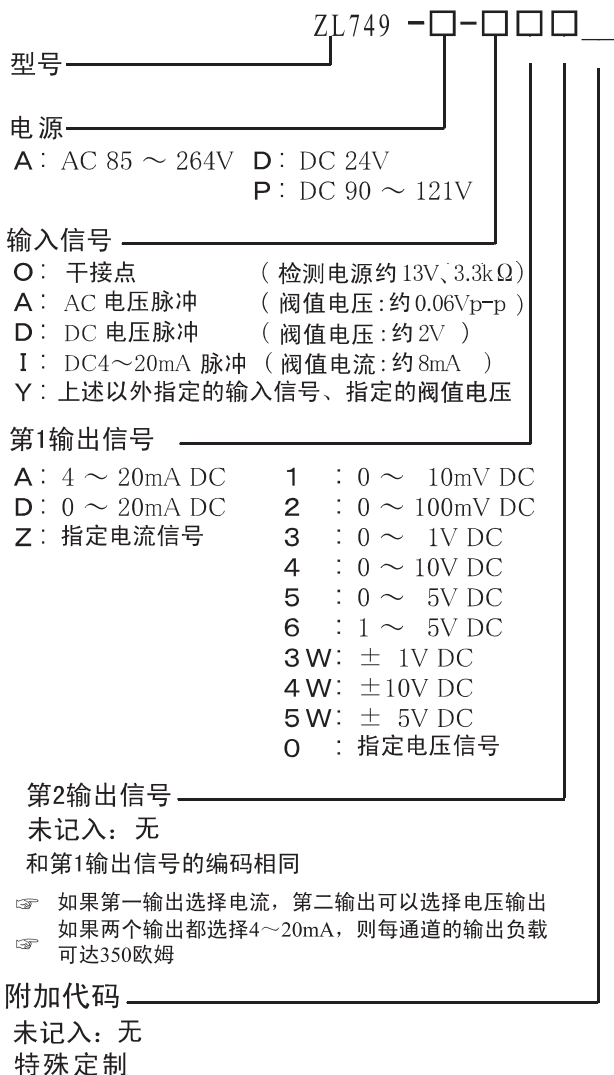 ZL749 -□-□□□__
型号
电源
A : AC 85 ～ 264V D : DC 24V
P : DC 90 ～ 121V
输入信号
O : 干接点 ( 检测电源约 13V、3.3kΩ)
A : AC 电压脉冲 ( 阀值电压:约 0.06Vp-p )
D : DC 电压脉冲 ( 阀值电压:约 2V )
I : DC4～20mA 脉冲 ( 阀值电流:约 8mA )
Y : 上述以外指定的输入信号、指定的阀值电压
第1输出信号
A : 4 ～ 20mA DC 1 : 0 ～ 10mV DC
D : 0 ～ 20mA DC 2 : 0 ～ 100mV DC
Z : 指定电流信号 3 : 0 ～ 1V DC
4 : 0 ～ 10V DC
5 : 0 ～ 5V DC
6 : 1 ～ 5V DC
3W : ± 1V DC
4W : ±10V DC
5W : ± 5V DC
0 : 指定电压信号
第2输出信号
未记入：无
和第1输出信号的编码相同
☞ 如果第一输出选择电流，第二输出可以选择电压输出
☞ 如果两个输出都选择4～20mA，则每通道的输出负载
可达350欧姆
附加代码
未记入：无
特殊定制